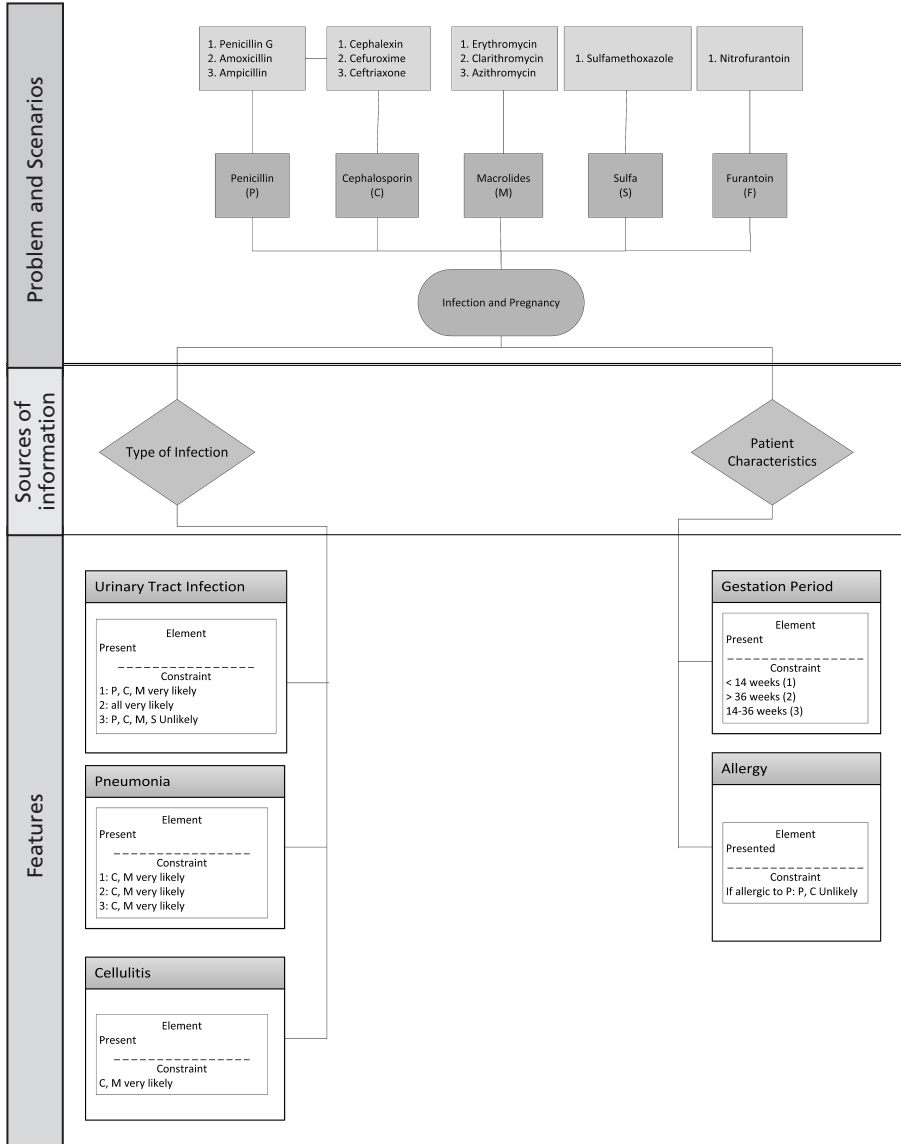 Problem and Scenarios
1. Penicillin G
2. Amoxicillin
3. Ampicillin
1. Cephalexin
2. Cefuroxime
3. Ceftriaxone
1. Erythromycin
2. Clarithromycin
3. Azithromycin
1. Sulfamethoxazole
1. Nitrofurantoin
Penicillin
(P)
Cephalosporin
(C)
Macrolides
(M)
Sulfa
(S)
Furantoin
(F)
Infection and Pregnancy
Sources of
information
Type of Infection
Patient
Characteristics
Features
Urinary Tract Infection
Element
Present
Constraint
1: P, C, M very likely
2: all very likely
3: P, C, M, S Unlikely
Pneumonia
Element
Present
Constraint
1: C, M very likely
2: C, M very likely
3: C, M very likely
Cellulitis
Element
Present
Constraint
C, M very likely
Gestation Period
Element
Present
Constraint
< 14 weeks (1)
> 36 weeks (2)
14-36 weeks (3)
Allergy
Element
Presented
Constraint
If allergic to P: P, C Unlikely